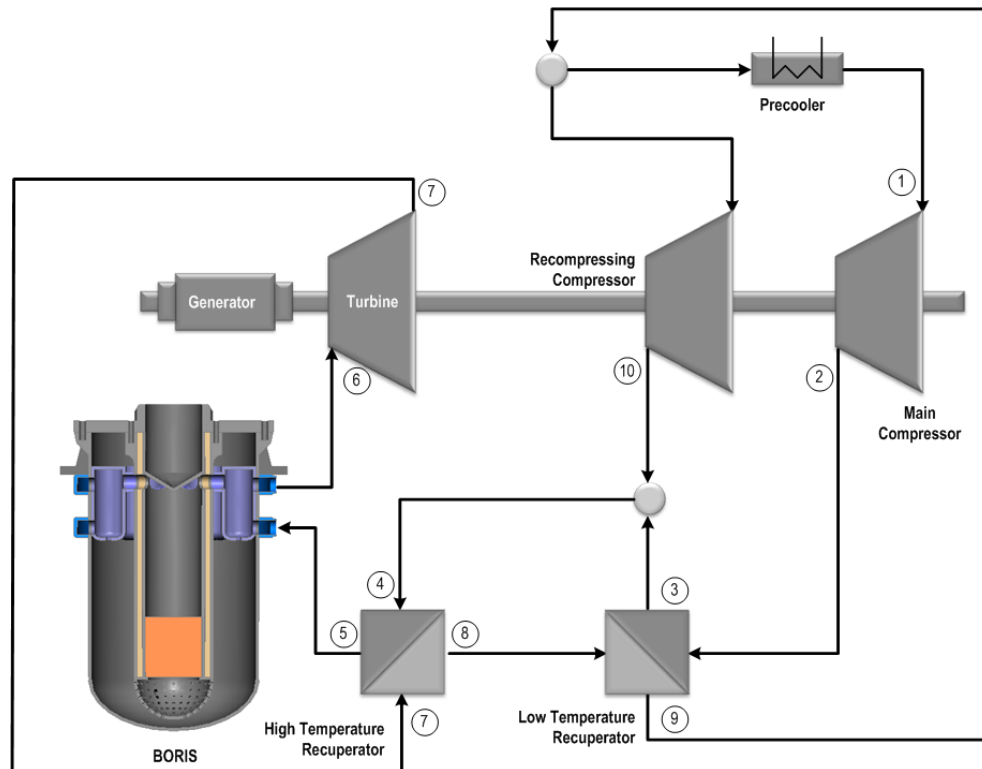 Precooler
1
7
Recompressing
Compressor
Generator
Turbine
6
10
2
Main
Compressor
4
3
5
8
7
9
High Temperature
Recuperator
Low Temperature
Recuperator
BORIS